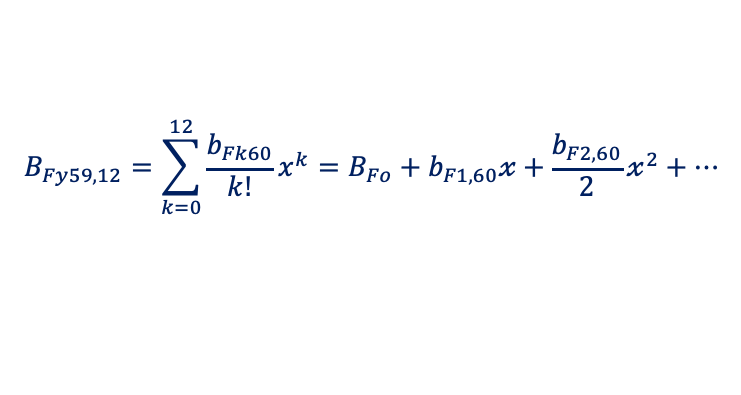 $B_{Fy59,12} = \sum_{k=0}^{12} \frac{b_{Fk60}}{k!} x^k = B_{Fo} + b_{F1,60} x + \frac{b_{F2,60}}{2} x^2 + \cdots$